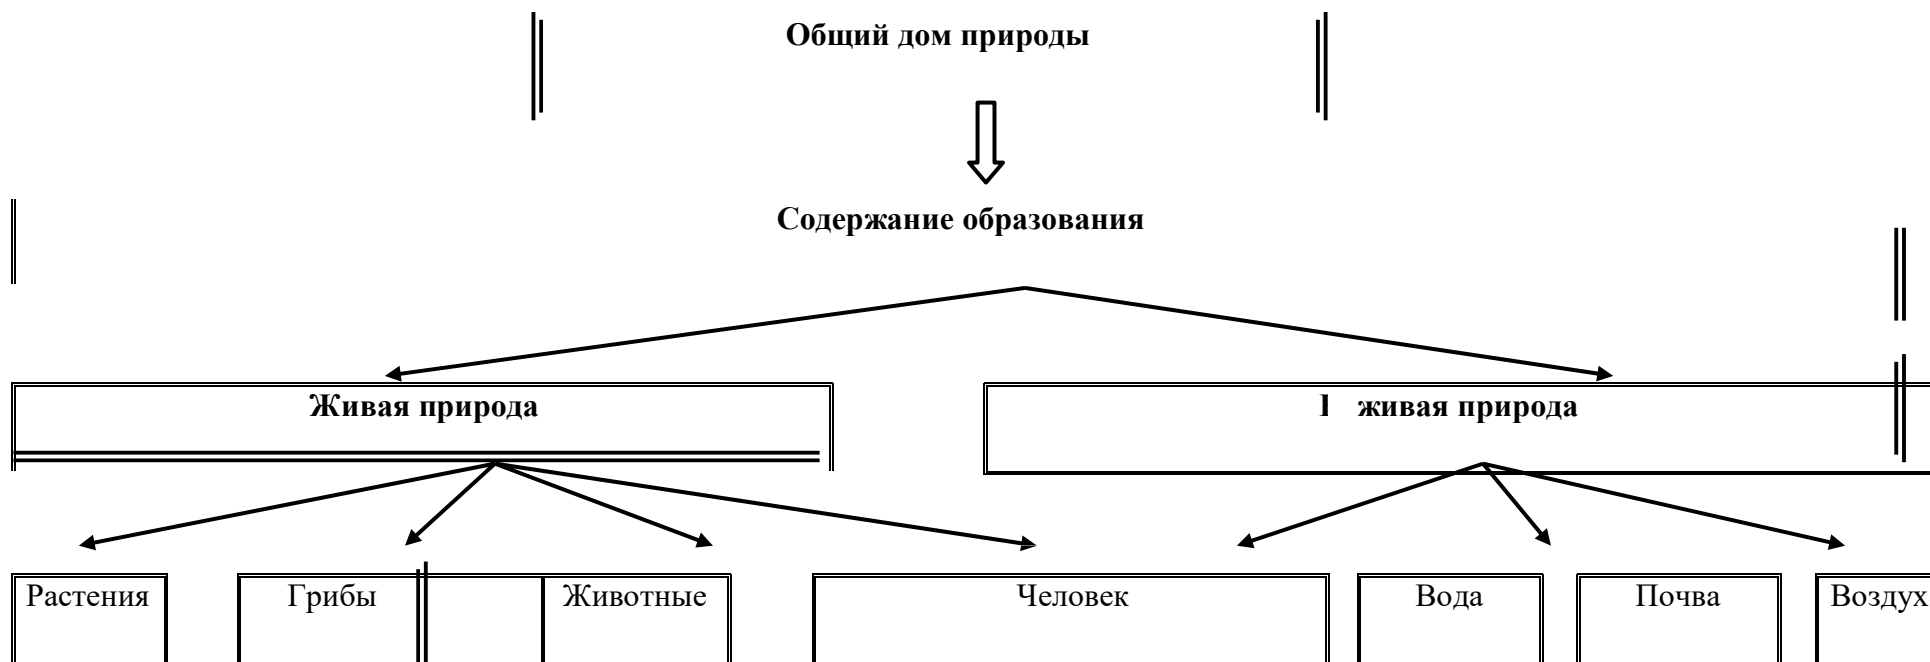 Общий дом природы
Содержание образования
Живая природа
живая природа
Растения
Грибы
Животные
Человек
Вода
Почва
Воздух